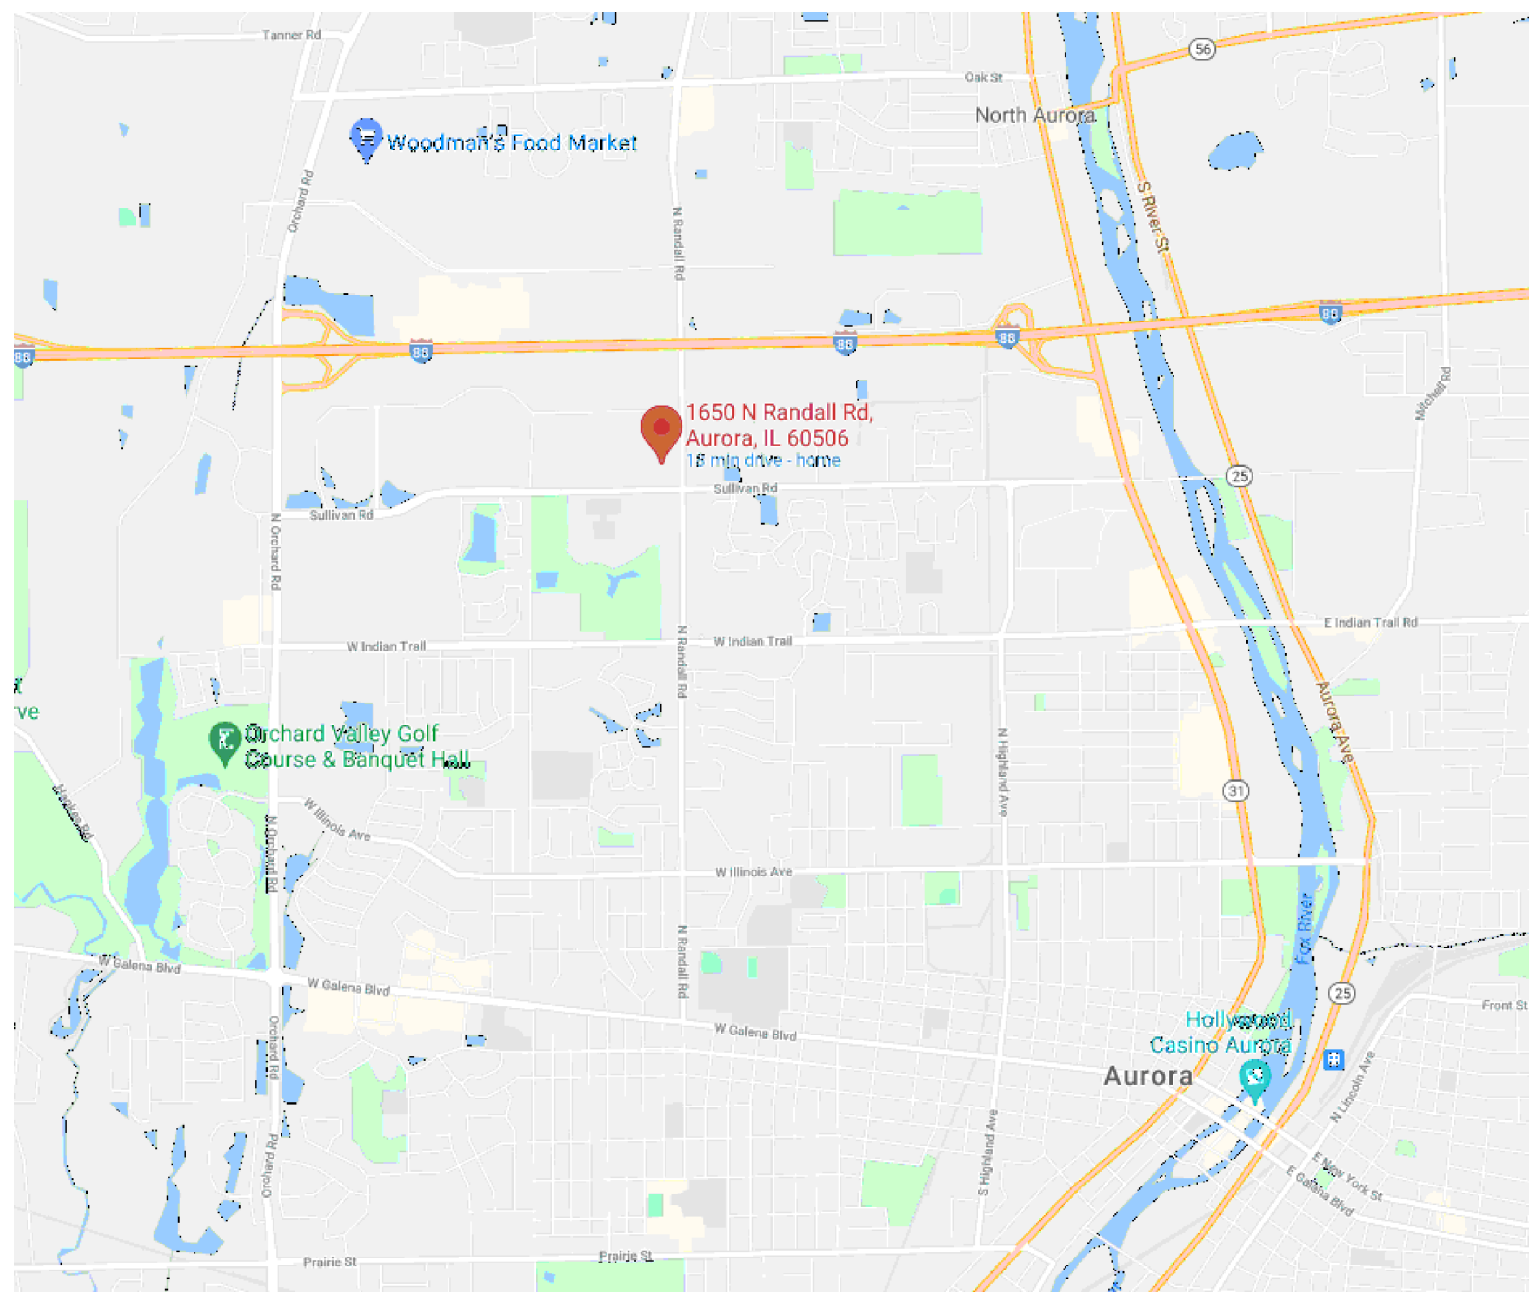 Tanner Rd
56
Oak St
North Aurora
Woodman's Food Market
Orchard Rd
S River St
N Randall Rd
88
88
88
88
88
Mitchell Rd
1650 N Randall Rd,
Aurora, IL 60506
min drive - home
25
Sullivan Rd
Sullivan Rd
N Orchard Rd
E Indian Trail Rd
W Indian Trail
W Indian Trail
N Randall Rd
rve
Aurora Ave
Orchard Valley Golf
Course & Banquet Hall
N Highland Ave
31
Harkes Rd
W Illinois Ave
N Orchard Rd
W Illinois Ave
Fox River
N Randall Rd
W Galena Blvd
W Galena Blvd
25
Front St
Hollywood
Casino Aurora
W Galena Blvd
Orchard Rd
Aurora
N Lincoln Ave
S Highland Ave
Orchard Rd
E New York St
E Galena Blvd
Prairie St
Prairie St